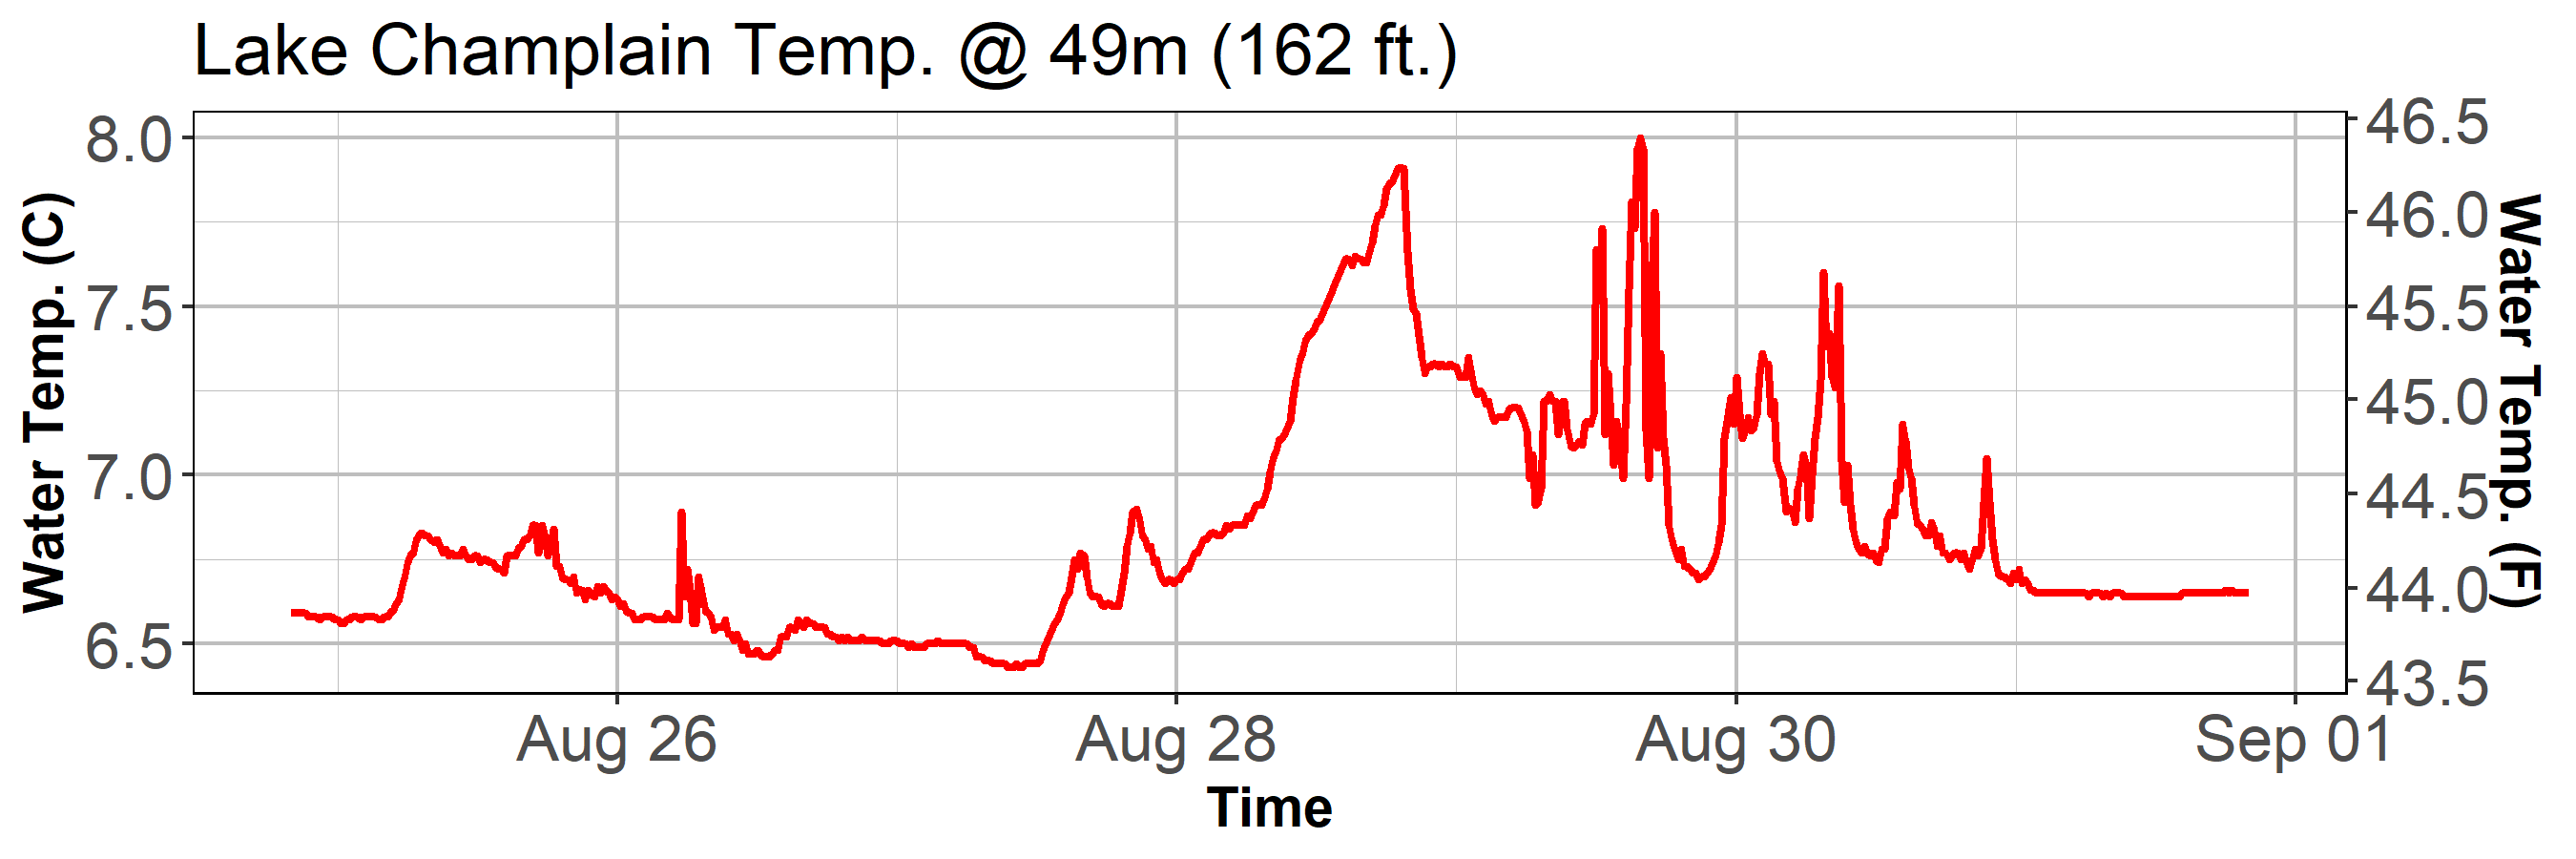 Lake Champlain Temp. @ 49m (162 ft.)
Water Temp. (C)
8.0
7.5
7.0
6.5
46.5
46.0
45.5
45.0
44.5
44.0
43.5
Water Temp. (F)
Aug 26 Aug 28 Aug 30 Sep 01
Time